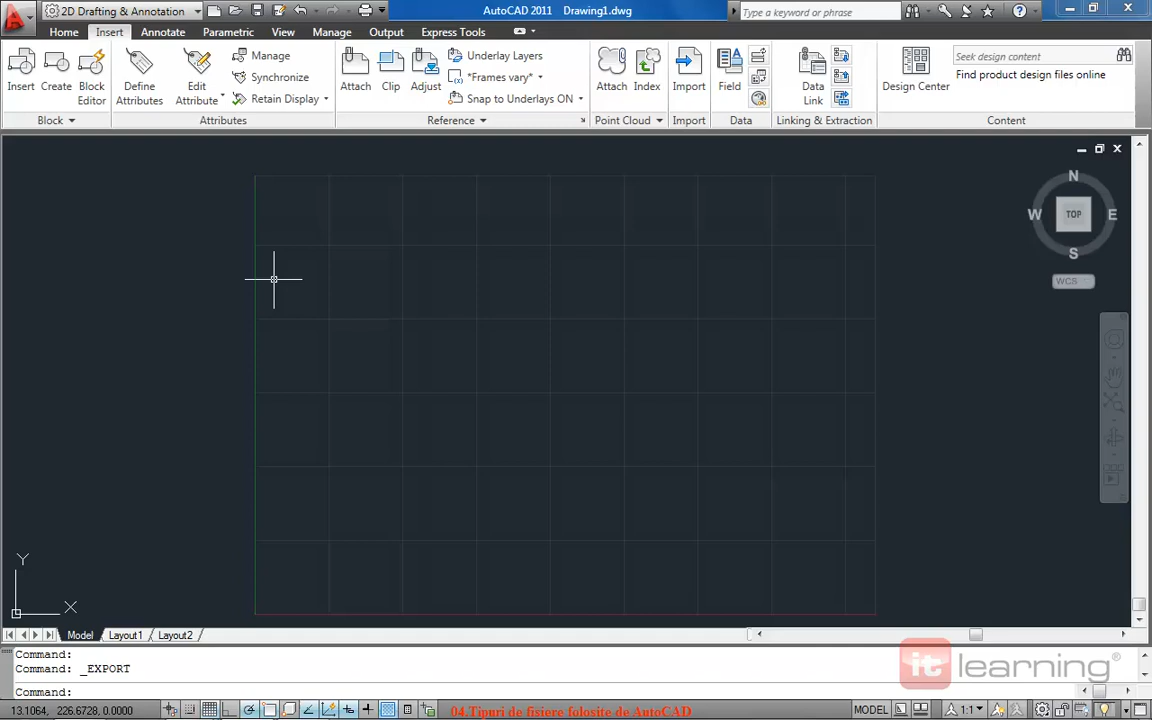 2D Drafting & Annotation
AutoCAD 2011 Drawing1.dwg
Type a keyword or phrase
Home Insert Annotate Parametric View Manage Output Express Tools
Insert Create Block Editor
Block
Define Attributes
Edit Attribute
Manage
Synchronize
Retain Display
Attributes
Attach Clip Adjust
Underlay Layers
*Frames vary*
Snap to Underlays ON
Reference
Attach Index
Point Cloud
Import
Import
Field
Data
Data Link
Linking & Extraction
Design Center
Seek design content
Find product design files online
Content
N
W TOP E
S
WCS
Y
X
Model Layout1 Layout2
Command:
Command: _EXPORT
Command:
it learning®
13.1064, 226.6728, 0.0000
04.Tipuri de fisiere folosite de AutoCAD
MODEL
1:1